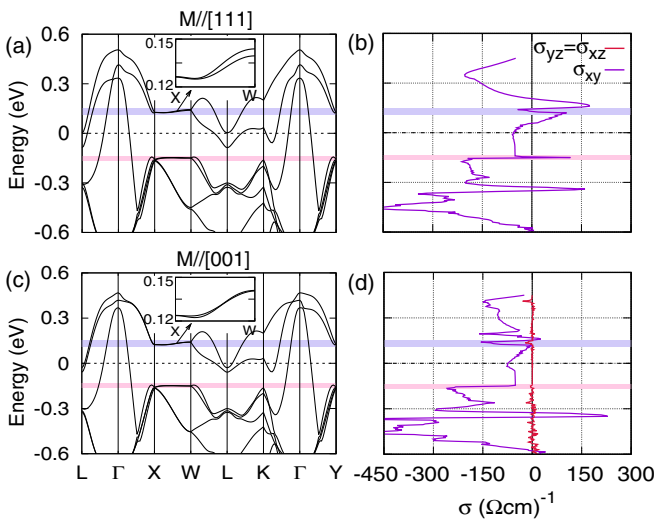 M//[111]
(a)
Energy (eV)
0.6
0.3
0
-0.3
-0.6
0.15
0.12
X
W
(b)
σyz=σxz
σxy
M//[001]
(c)
Energy (eV)
0.6
0.3
0
-0.3
-0.6
0.15
0.12
X
W
L Γ X W L K Γ Y
(d)
-450 -300 -150 0 150 300
σ (Ωcm)⁻¹